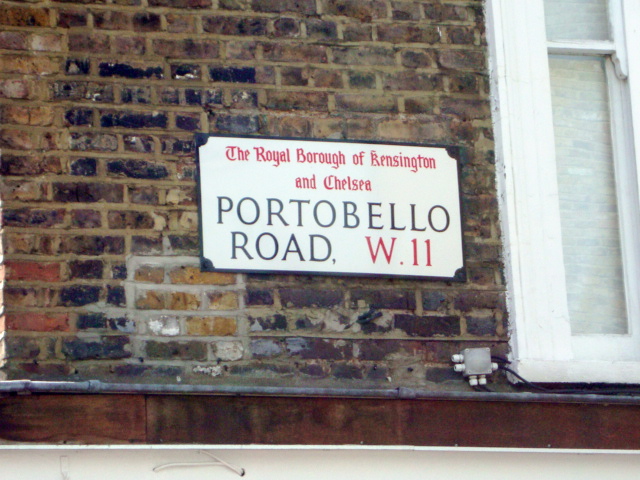 The Royal Borough of Kensington
and Chelsea
PORTOBELLO
ROAD, W.11